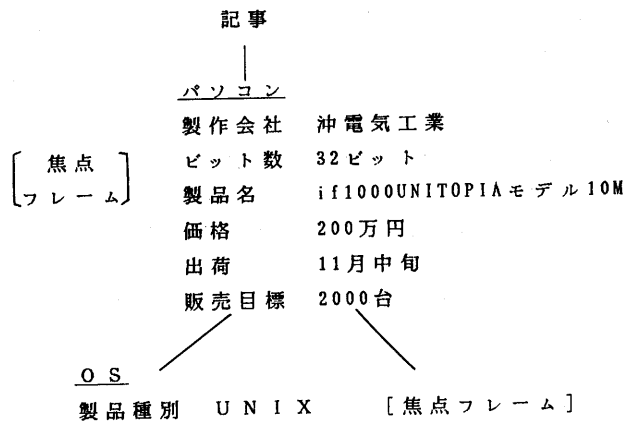 記事
パソコン
製作会社 沖電気工業
焦点 ビット数 32ビット
フレーム 製品名 if1000UNITOPIAモデル10M
価格 200万円
出荷 11月中旬
販売目標 2000台
OS
製品種別 UNIX [焦点フレーム]